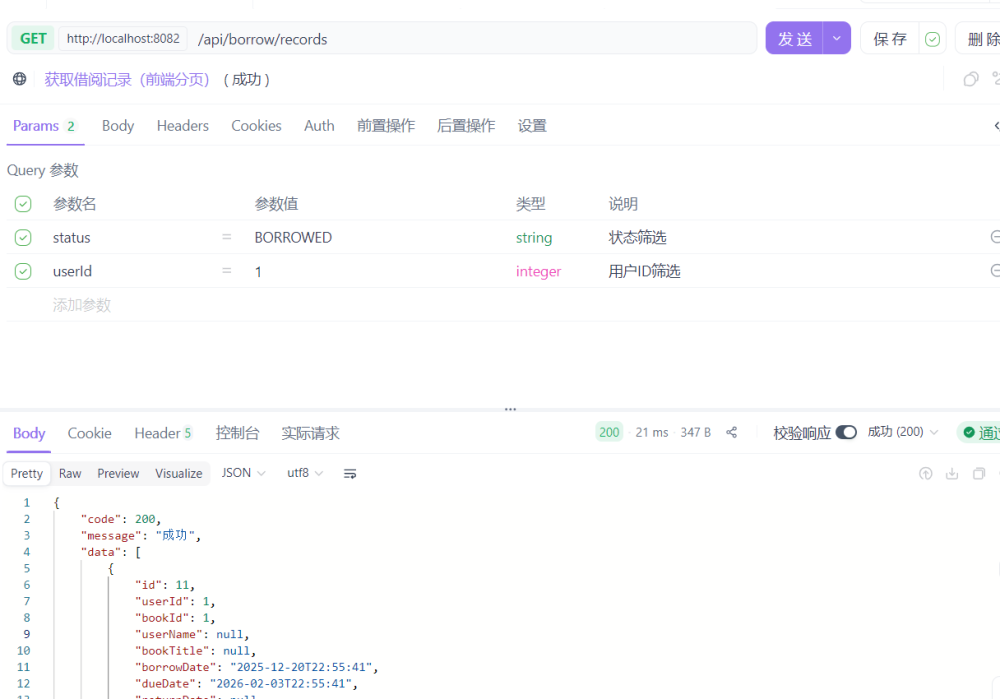 GET http://localhost:8082 /api/borrow/records 发 送 保 存 删 除
获取借阅记录（前端分页） （ 成功 ）
Params 2 Body Headers Cookies Auth 前置操作 后置操作 设置
Query 参数
参数名 参数值 类型 说明
status = BORROWED string 状态筛选
userId = 1 integer 用户ID筛选
添加参数
Body Cookie Header 5 控制台 实际请求 200 · 21 ms · 347 B 校验响应 成功 (200) 通过
Pretty Raw Preview Visualize JSON utf8
1 {
2 "code": 200,
3 "message": "成功",
4 "data": [
5 {
6 "id": 11,
7 "userId": 1,
8 "bookId": 1,
9 "userName": null,
10 "bookTitle": null,
11 "borrowDate": "2025-12-20T22:55:41",
12 "dueDate": "2026-02-03T22:55:41",